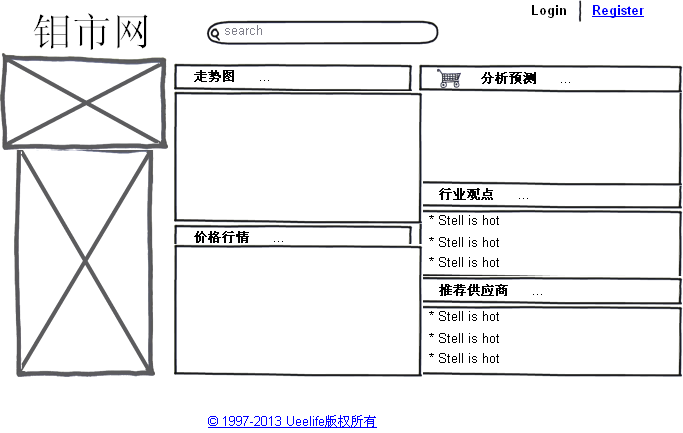 钼市网
search
Login
Register
走势图 ...
分析预测 ...
行业观点 ...
* Stell is hot
* Stell is hot
* Stell is hot
价格行情 ...
推荐供应商 ...
* Stell is hot
* Stell is hot
* Stell is hot
© 1997-2013 Ueelife版权所有